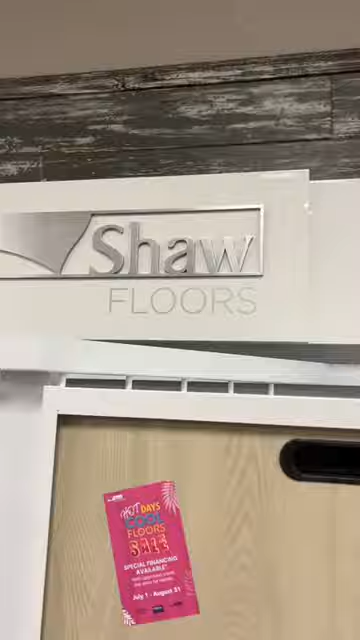 Shaw
FLOORS
HOT DAYS
COOL
FLOORS
SALE
SPECIAL FINANCING
AVAILABLE*
July 1 - August 31